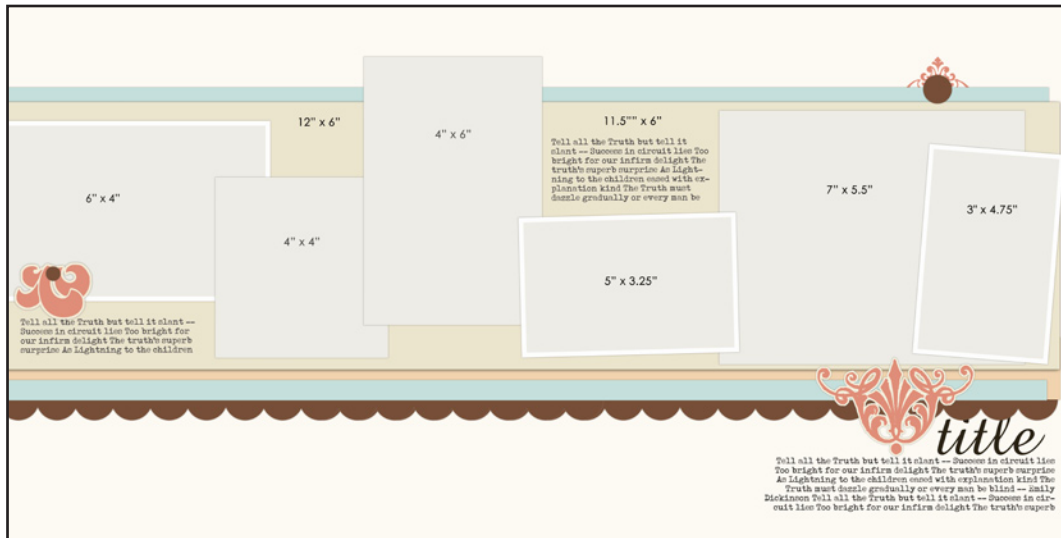 12" x 6"
4" x 6"
11.5"" x 6"
Tell all the Truth but tell it
slant -- Success in circuit lies Too
bright for our infirm delight The
truth's superb surprise As Light-
ning to the children eased with ex-
planation kind The Truth must
dazzle gradually or every man be
6" x 4"
4" x 4"
7" x 5.5"
3" x 4.75"
5" x 3.25"
Tell all the Truth but tell it slant --
Success in circuit lies Too bright for
our infirm delight The truth's superb
surprise As Lightning to the children
title
Tell all the Truth but tell it slant -- Success in circuit lies
Too bright for our infirm delight The truth's superb surprise
As Lightning to the children eased with explanation kind The
Truth must dazzle gradually or every man be blind -- Emily
Dickinson Tell all the Truth but tell it slant -- Success in cir-
cuit lies Too bright for our infirm delight The truth's superb